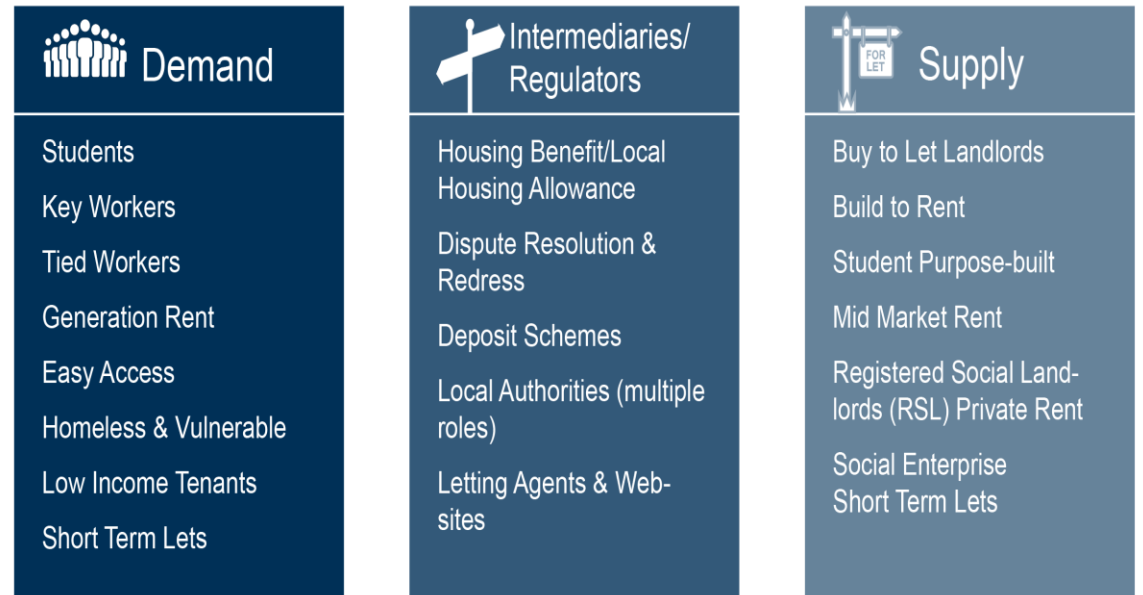 Demand
Students
Key Workers
Tied Workers
Generation Rent
Easy Access
Homeless & Vulnerable
Low Income Tenants
Short Term Lets
Intermediaries/
Regulators
Housing Benefit/Local
Housing Allowance
Dispute Resolution &
Redress
Deposit Schemes
Local Authorities (multiple
roles)
Letting Agents & Web-
sites
FOR
LET
Supply
Buy to Let Landlords
Build to Rent
Student Purpose-built
Mid Market Rent
Registered Social Land-
lords (RSL) Private Rent
Social Enterprise
Short Term Lets